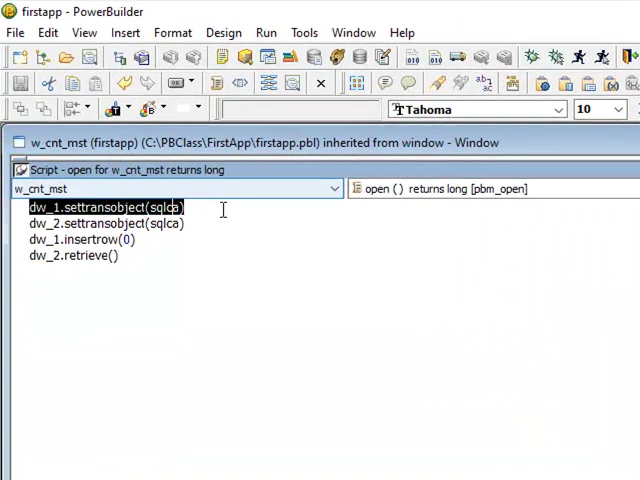 firstapp - PowerBuilder
File Edit View Insert Format Design Run Tools Window Help
Tahoma 10
w_cnt_mst (firstapp) (C:\PBClass\FirstApp\firstapp.pbl) inherited from window - Window
Script - open for w_cnt_mst returns long
w_cnt_mst open ( ) returns long [pbm_open]
dw_1.settransobject(sqlca)
dw_2.settransobject(sqlca)
dw_1.insertrow(0)
dw_2.retrieve()